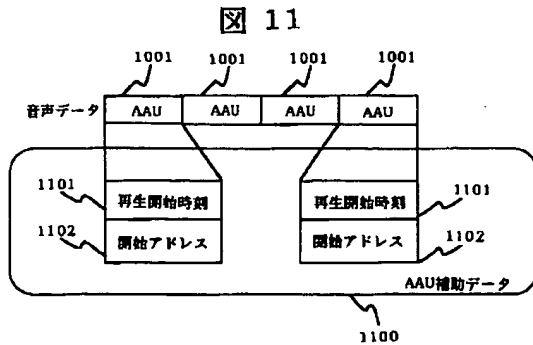 図 11
1001 1001 1001 1001
音声データ AAU AAU AAU AAU
1101 再生開始時刻 再生開始時刻 1101
1102 開始アドレス 開始アドレス 1102
AAU補助データ
1100